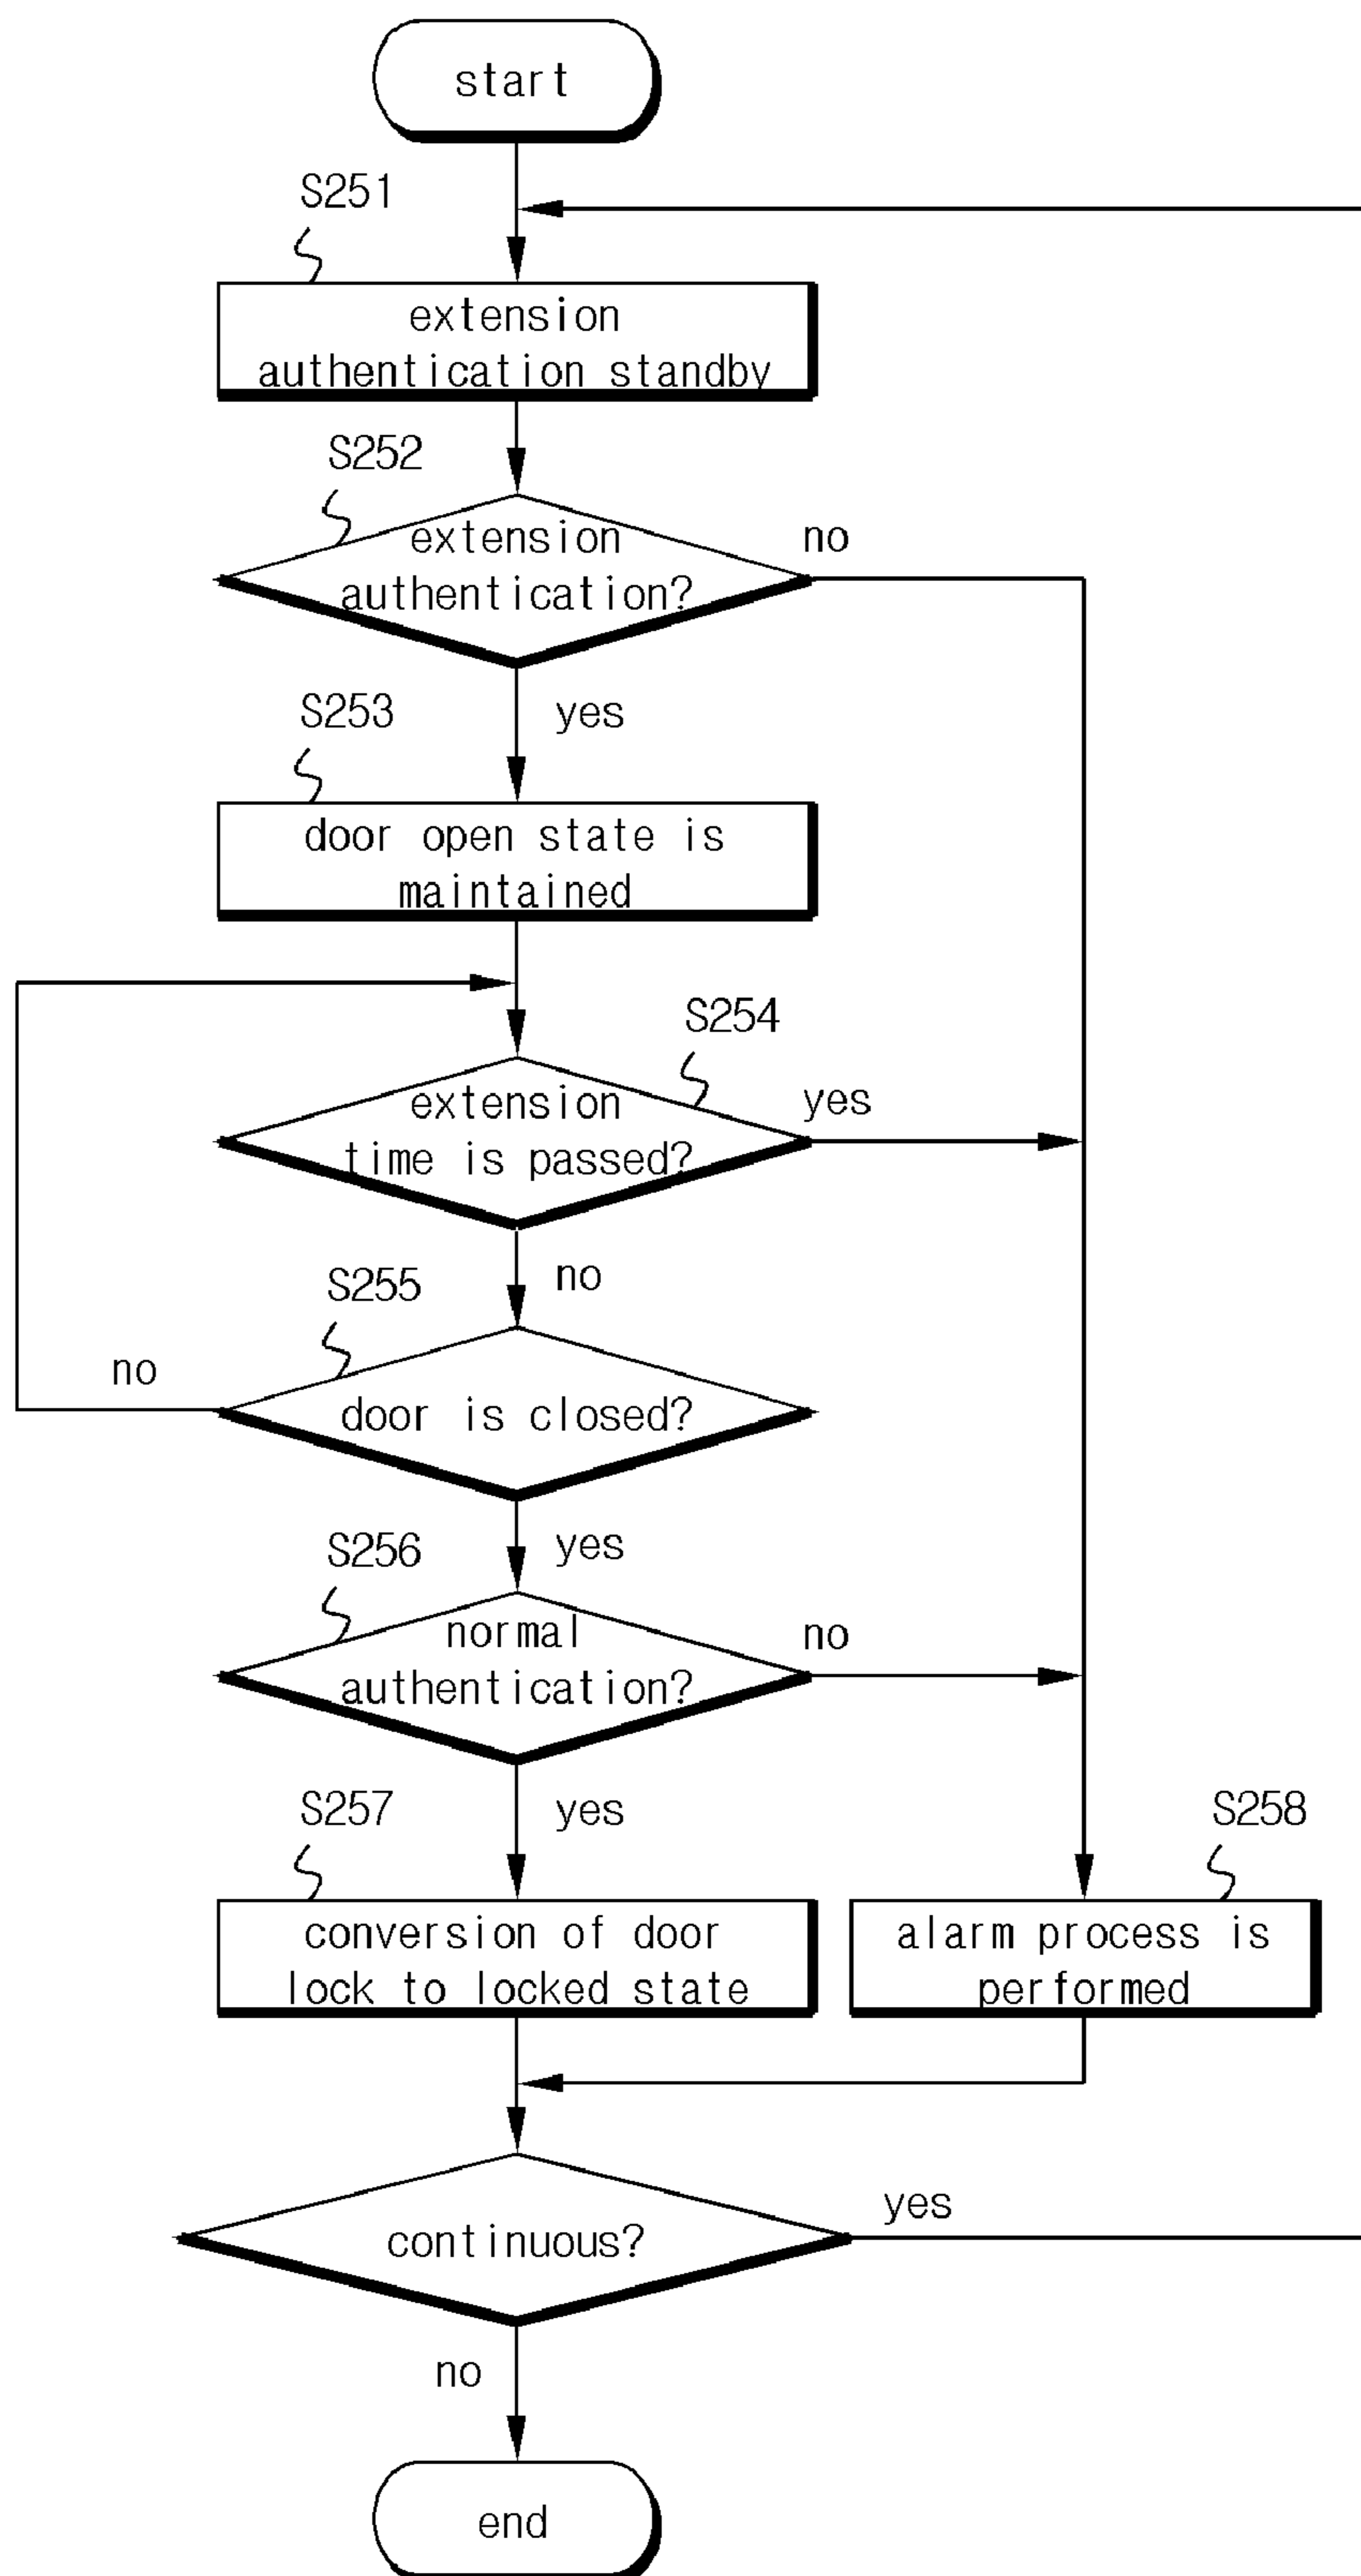 start
S251
extension
authentication standby
S252
extension
authentication?
no
yes
S253
door open state is
maintained
S254
extension
time is passed?
yes
no
S255
door is closed?
no
yes
S256
normal
authentication?
no
yes
S257
conversion of door
lock to locked state
S258
alarm process is
performed
continuous?
yes
no
end